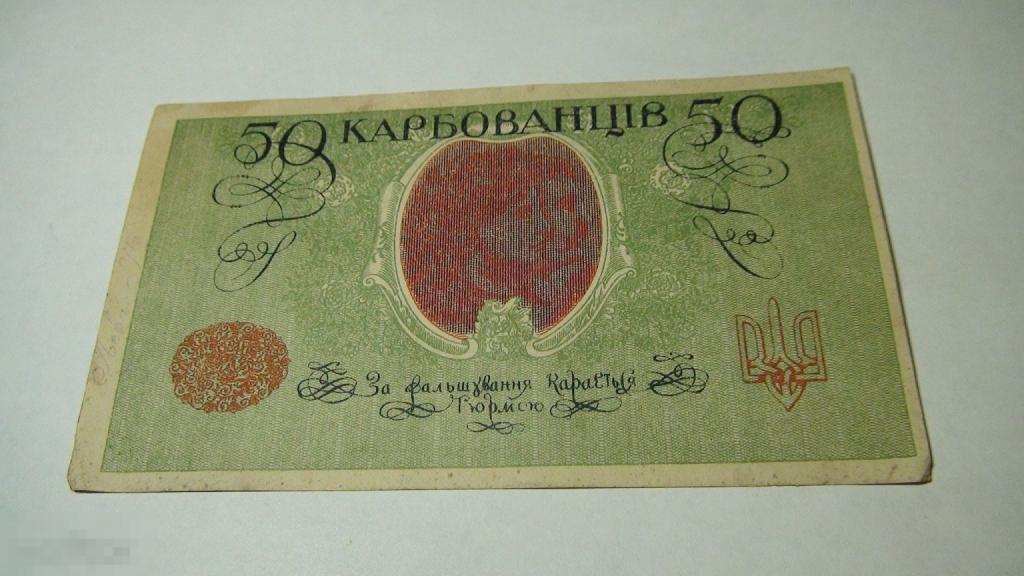 50 КАРБОВАНЦІВ 50
За фальшування карається
тюрмою